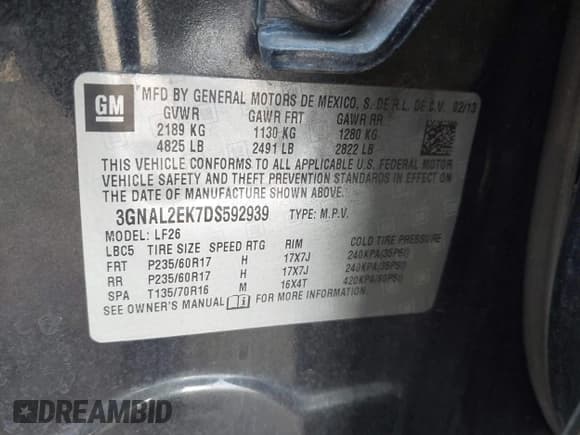 GM
MFD BY GENERAL MOTORS DE MEXICO, S. DE R.L. DE C.V. 02/13
GVWR GAWR FRT GAWR RR
2189 KG 1130 KG 1280 KG
4825 LB 2491 LB 2822 LB
THIS VEHICLE CONFORMS TO ALL APPLICABLE U.S. FEDERAL MOTOR
VEHICLE SAFETY AND THEFT PREVENTION STANDARDS IN EFFECT ON
THE DATE OF MANUFACTURE SHOWN ABOVE.
3GNAL2EK7DS592939 TYPE: M.P.V.
MODEL: LF26
LBC5 TIRE SIZE SPEED RTG RIM COLD TIRE PRESSURE
FRT P235/60R17 H 17X7J 240KPA(35PSI)
RR P235/60R17 H 17X7J 240KPA(35PSI)
SPA T135/70R16 M 16X4T 420KPA(60PSI)
SEE OWNER'S MANUAL i FOR MORE INFORMATION.
DREAMBID